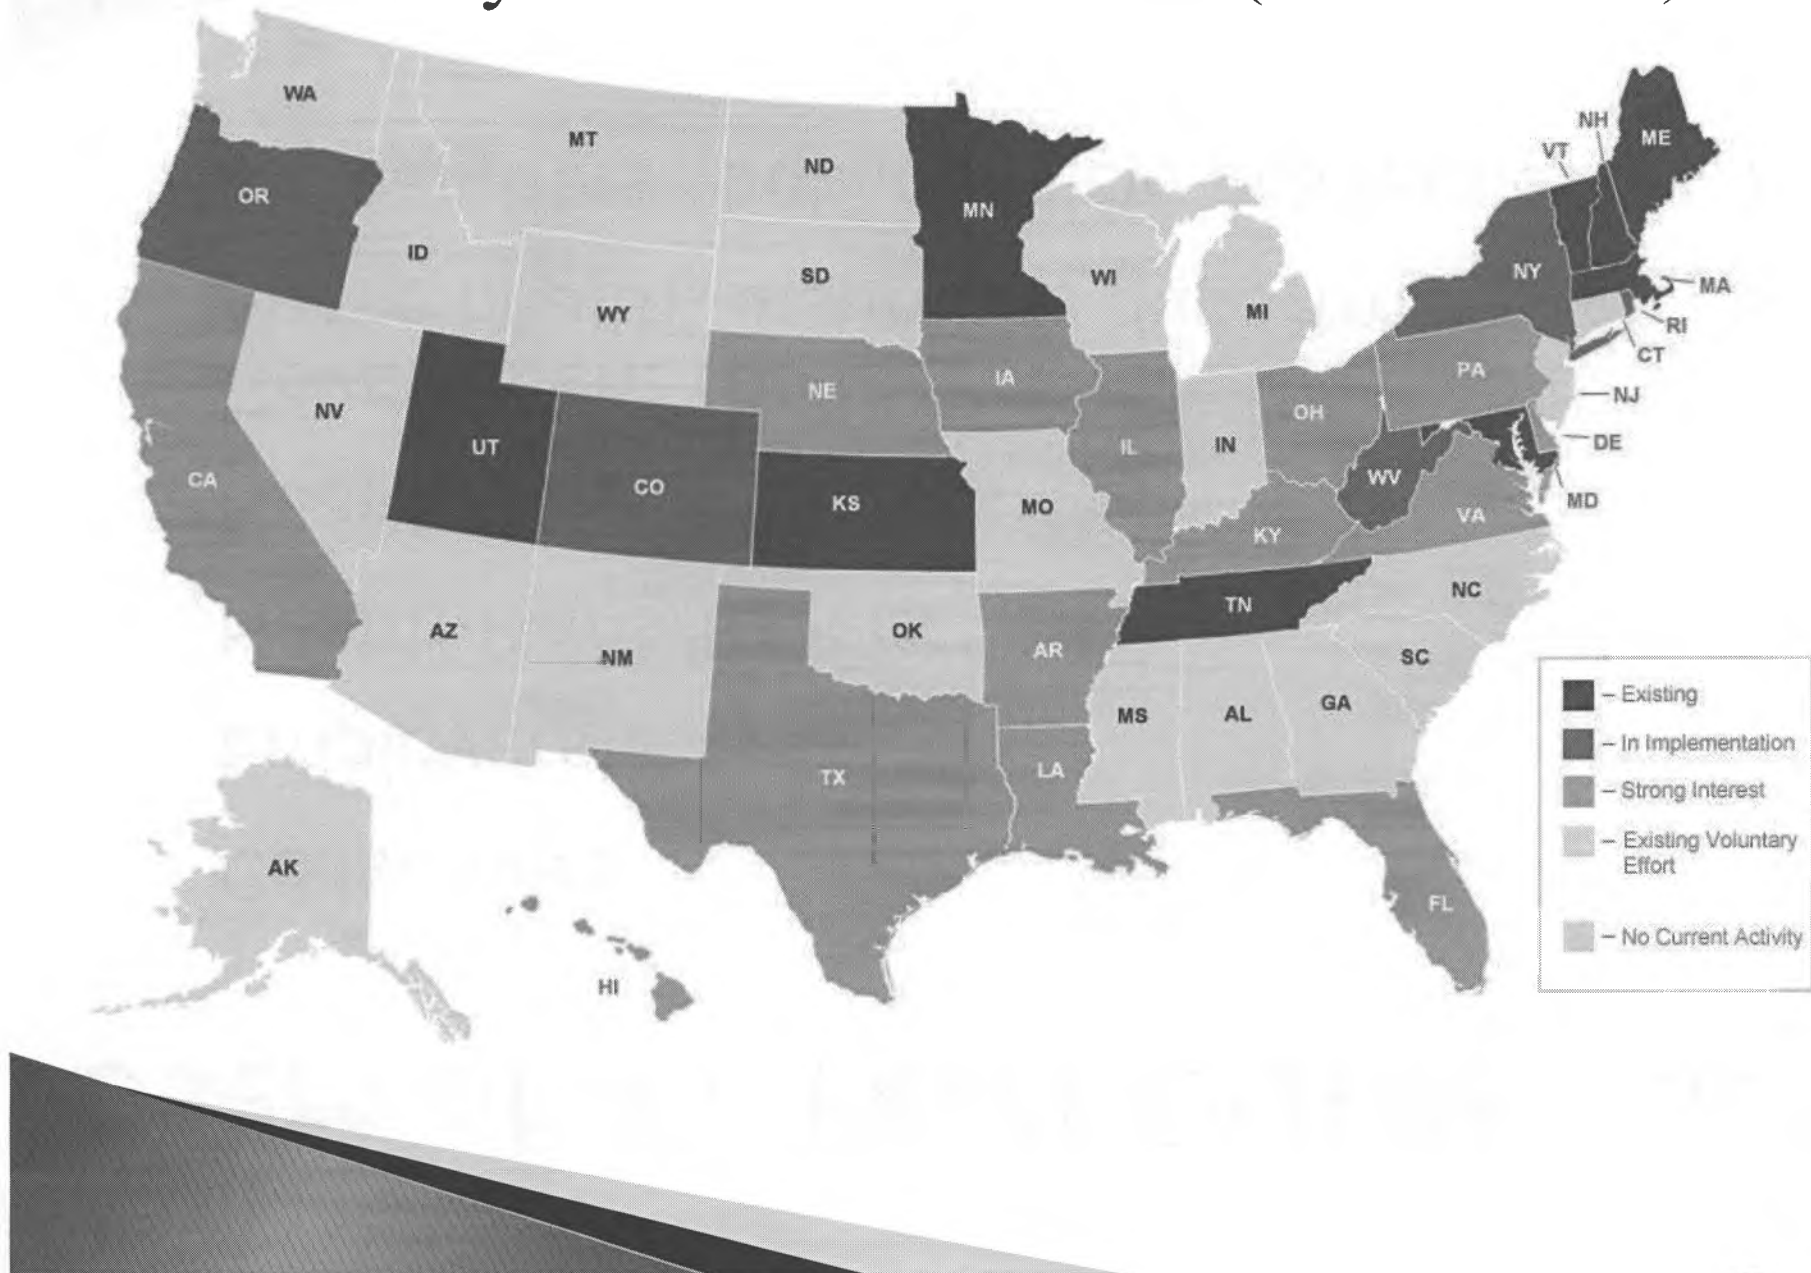 WA
MT
ND
MN
OR
ID
SD
WI
MI
WY
NH
VT
ME
NY
MA
RI
CT
PA
NJ
NE
IA
OH
DE
NV
UT
CO
KS
IL
IN
WV
MD
CA
MO
KY
VA
TN
NC
AZ
NM
OK
AR
SC
MS
AL
GA
TX
LA
FL
AK
HI
– Existing
– In Implementation
– Strong Interest
– Existing Voluntary
Effort
– No Current Activity